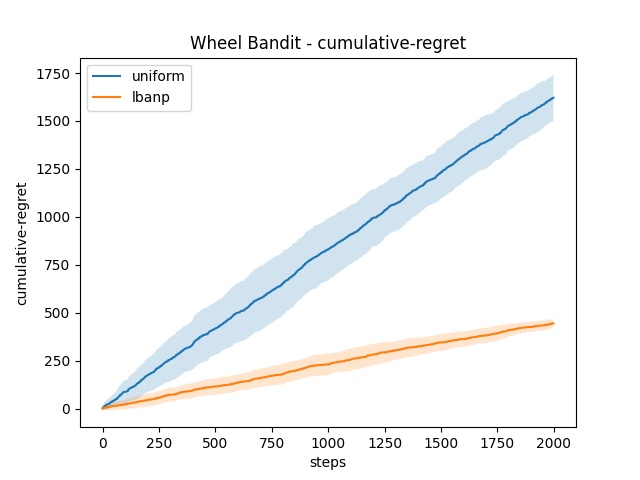 Wheel Bandit - cumulative-regret
uniform
lbanp
cumulative-regret
1750
1500
1250
1000
750
500
250
0
0 250 500 750 1000 1250 1500 1750 2000
steps